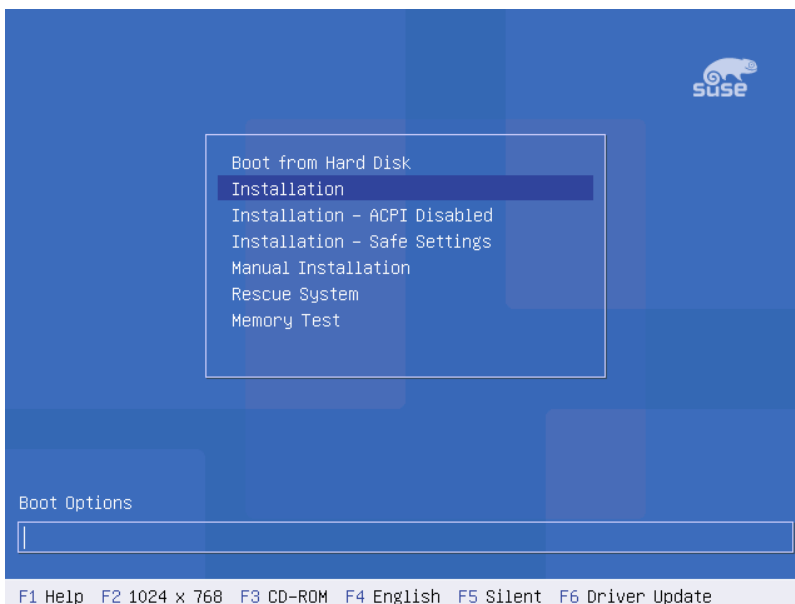 suse
Boot from Hard Disk
Installation
Installation - ACPI Disabled
Installation - Safe Settings
Manual Installation
Rescue System
Memory Test
Boot Options
F1 Help F2 1024 x 768 F3 CD-ROM F4 English F5 Silent F6 Driver Update